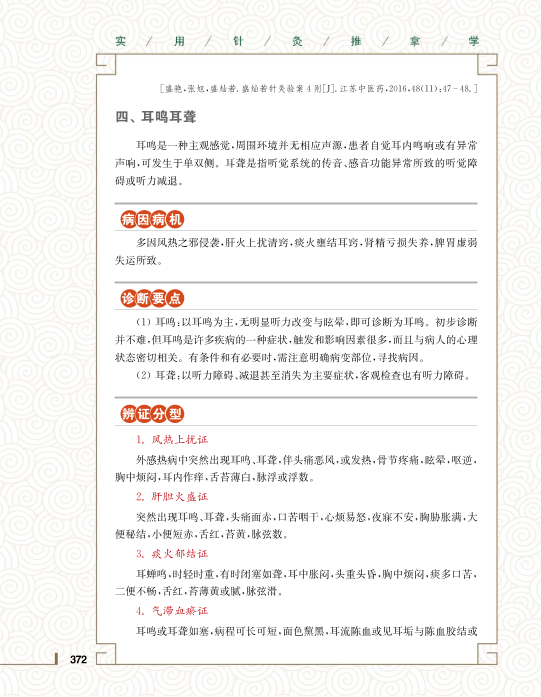 实 / 用 / 针 / 灸 / 推 / 拿 / 学
[盛艳,张旭,盛灿若.盛灿若针灸验案4则[J].江苏中医药,2016,48(11):47-48.]
四、耳鸣耳聋
耳鸣是一种主观感觉,周围环境并无相应声源,患者自觉耳内鸣响或有异常
声响,可发生于单双侧。耳聋是指听觉系统的传音、感音功能异常所致的听觉障
碍或听力减退。
病因病机
多因风热之邪侵袭,肝火上扰清窍,痰火壅结耳窍,肾精亏损失养,脾胃虚弱
失运所致。
诊断要点
(1) 耳鸣:以耳鸣为主,无明显听力改变与眩晕,即可诊断为耳鸣。初步诊断
并不难,但耳鸣是许多疾病的一种症状,触发和影响因素很多,而且与病人的心理
状态密切相关。有条件和有必要时,需注意明确病变部位,寻找病因。
(2) 耳聋:以听力障碍、减退甚至消失为主要症状,客观检查也有听力障碍。
辨证分型
1. 风热上扰证
外感热病中突然出现耳鸣、耳聋,伴头痛恶风,或发热,骨节疼痛,眩晕,呕逆,
胸中烦闷,耳内作痒,舌苔薄白,脉浮或浮数。
2. 肝胆火盛证
突然出现耳鸣、耳聋,头痛面赤,口苦咽干,心烦易怒,夜寐不安,胸胁胀满,大
便秘结,小便短赤,舌红,苔黄,脉弦数。
3. 痰火郁结证
耳蝉鸣,时轻时重,有时闭塞如聋,耳中胀闷,头重头昏,胸中烦闷,痰多口苦,
二便不畅,舌红,苔薄黄或腻,脉弦滑。
4. 气滞血瘀证
耳鸣或耳聋如塞,病程可长可短,面色黧黑,耳流陈血或见耳垢与陈血胶结或
372